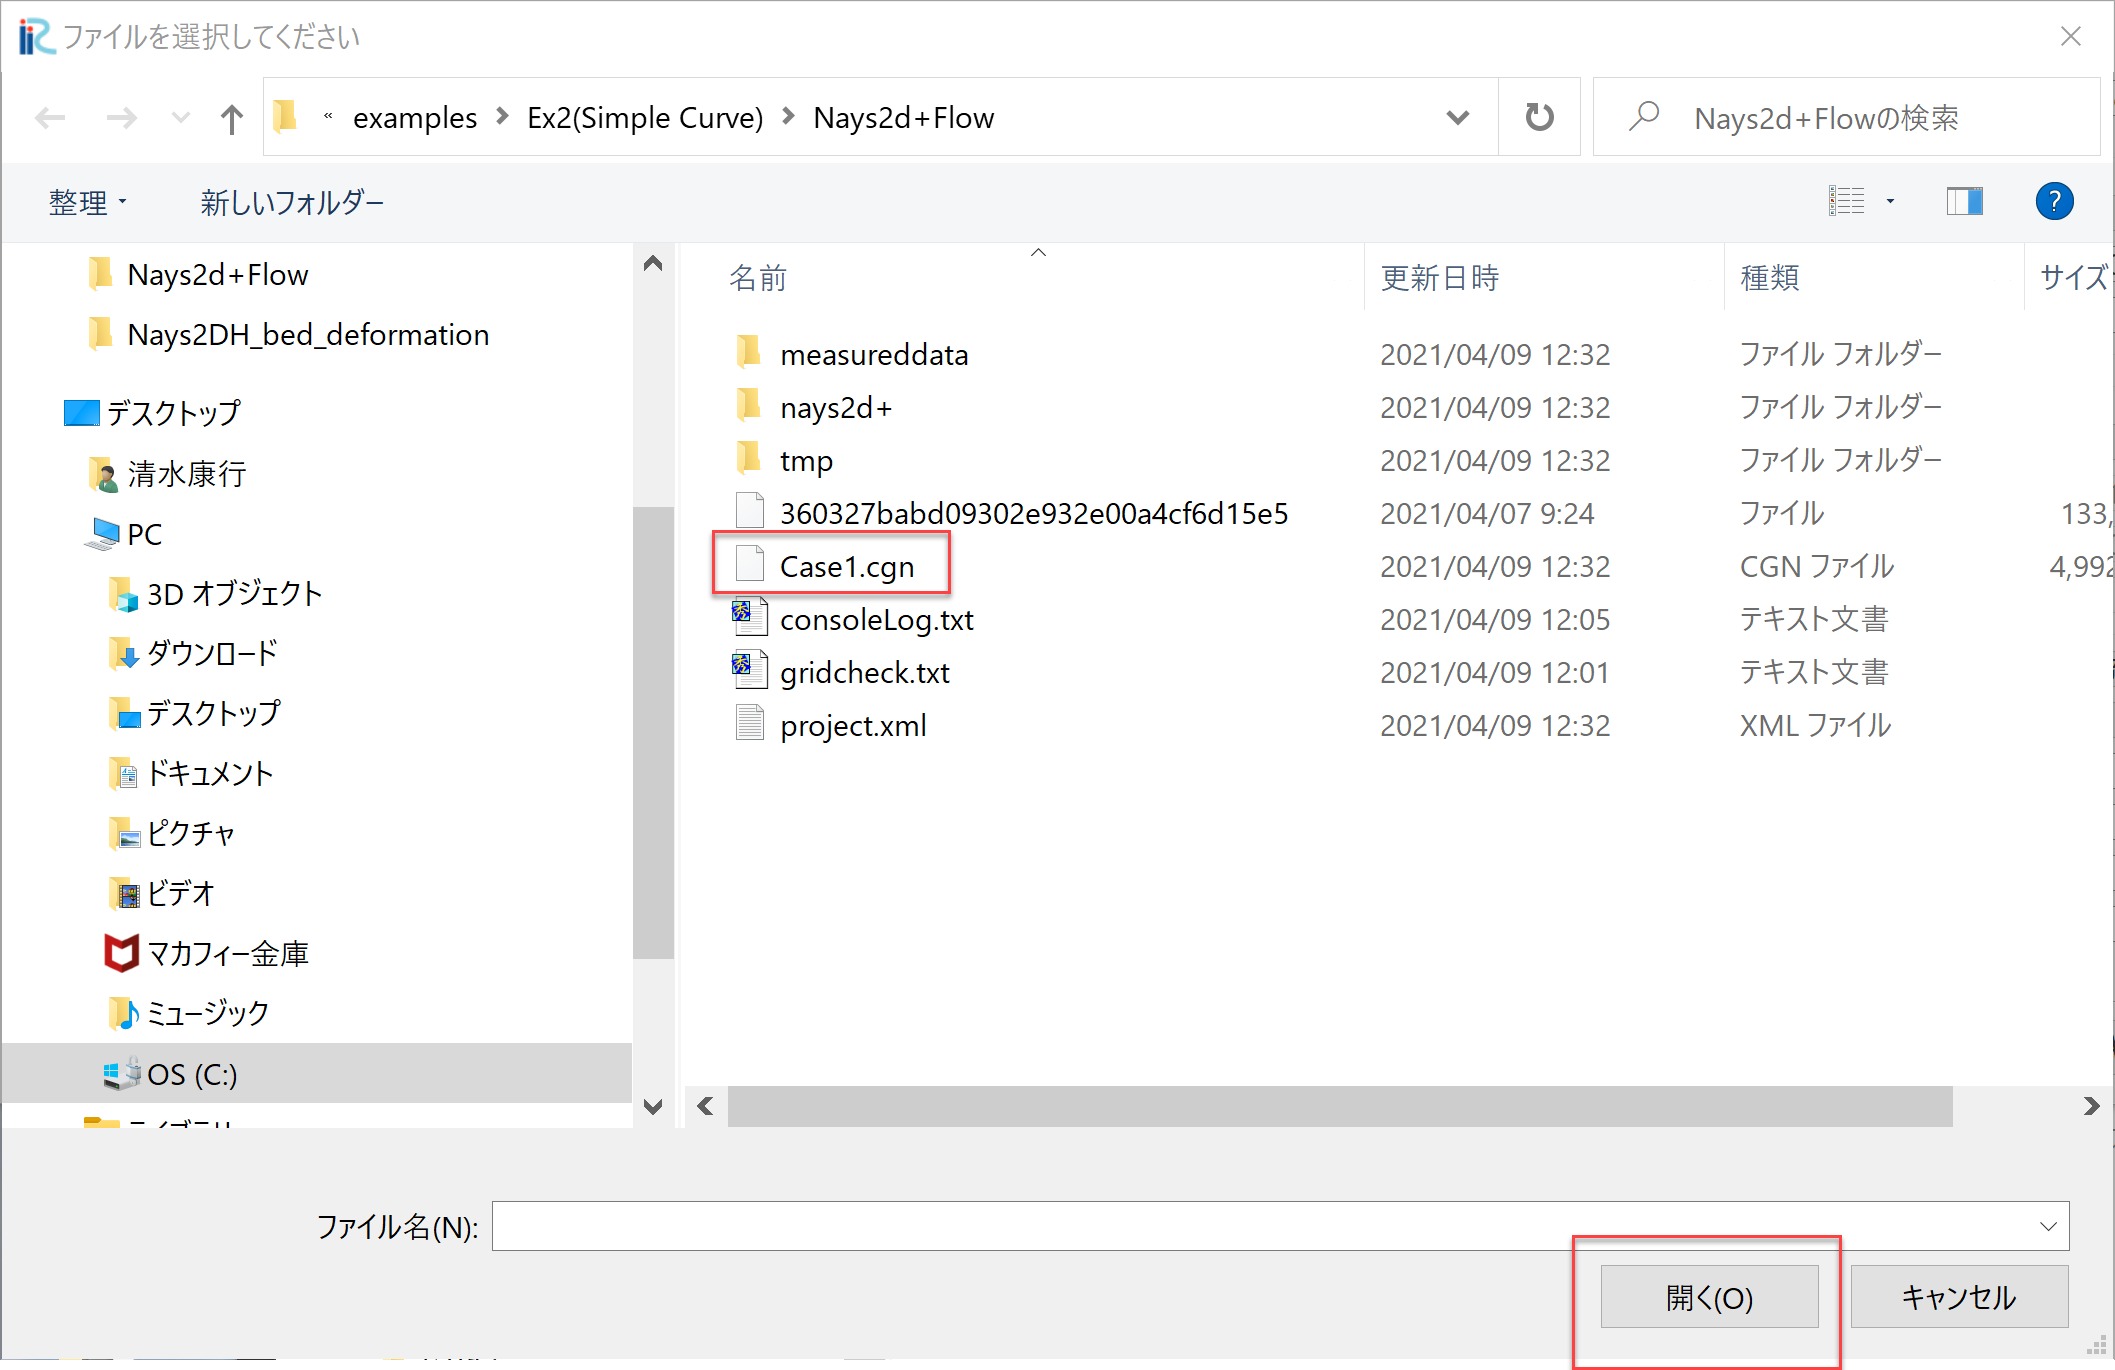 ファイルを選択してください
« examples > Ex2(Simple Curve) > Nays2d+Flow
Nays2d+Flowの検索
整理
新しいフォルダー
Nays2d+Flow
Nays2DH_bed_deformation
デスクトップ
清水康行
PC
3D オブジェクト
ダウンロード
デスクトップ
ドキュメント
ピクチャ
ビデオ
マカフィー金庫
ミュージック
OS (C:)
ライブラリ
名前 更新日時 種類 サイズ
measureddata 2021/04/09 12:32 ファイル フォルダー
nays2d+ 2021/04/09 12:32 ファイル フォルダー
tmp 2021/04/09 12:32 ファイル フォルダー
360327babd09302e932e00a4cf6d15e5 2021/04/07 9:24 ファイル 133,
Case1.cgn 2021/04/09 12:32 CGN ファイル 4,992
consoleLog.txt 2021/04/09 12:05 テキスト文書
gridcheck.txt 2021/04/09 12:01 テキスト文書
project.xml 2021/04/09 12:32 XML ファイル
ファイル名(N):
開く(O)
キャンセル